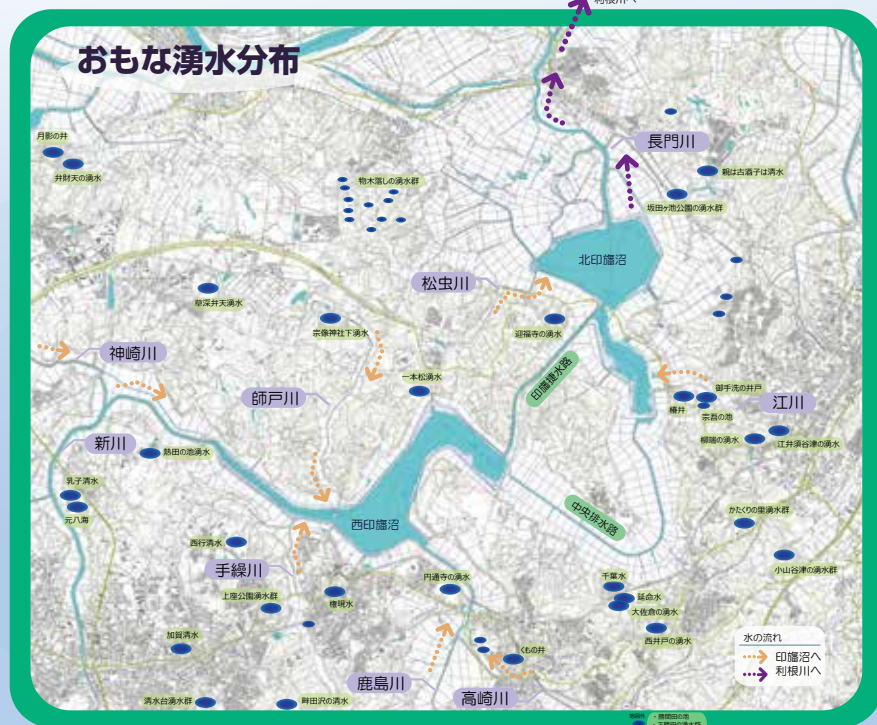 利根川へ
おもな湧水分布
月影の井
弁財天の湧水
物木落しの湧水群
長門川
親は古酒子は清水
坂田ヶ池公園の湧水群
北印旛沼
松虫川
草深弁天湧水
宗像神社下湧水
迎福寺の湧水
神崎川
一本松湧水
印旛捷水路
師戸川
御手洗の井戸
椿井
宗吾の池
江川
柳端の湧水
江弁須谷津の湧水
新川
熱田の池湧水
乳子清水
元八海
西印旛沼
中央排水路
かたくりの里湧水群
西行清水
手繰川
小山谷津の湧水群
円通寺の湧水
千葉水
上座公園湧水群
権現水
延命水
大佐倉の湧水
西井戸の湧水
加賀清水
くもの井
水の流れ
印旛沼へ
利根川へ
鹿島川
高崎川
清水台湧水群
畔田沢の清水